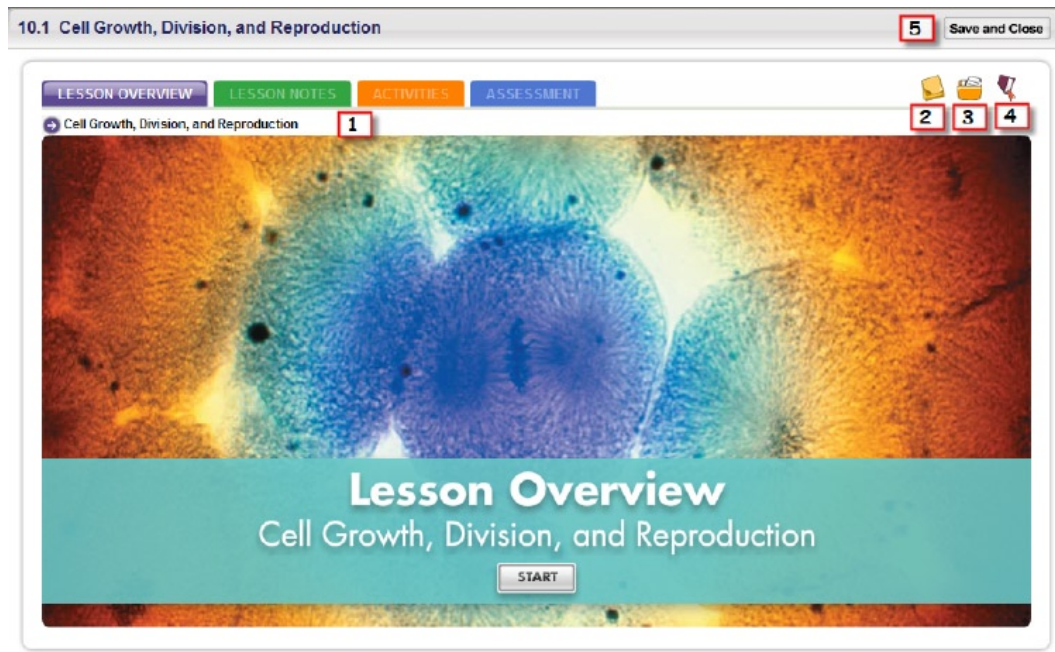 10.1 Cell Growth, Division, and Reproduction
5 Save and Close
LESSON OVERVIEW LESSON NOTES ACTIVITIES ASSESSMENT
Cell Growth, Division, and Reproduction 1
2 3 4
Lesson Overview
Cell Growth, Division, and Reproduction
START